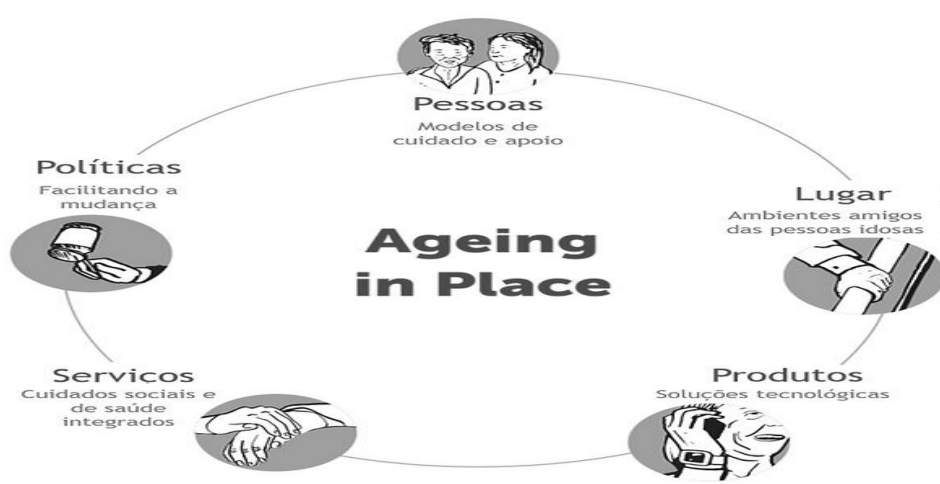 Pessoas
Modelos de
cuidado e apoio
Lugar
Ambientes amigos
das pessoas idosas
Produtos
Soluções tecnológicas
Serviços
Cuidados sociais e
de saúde
integrados
Políticas
Facilitando a
mudança
Ageing
in Place